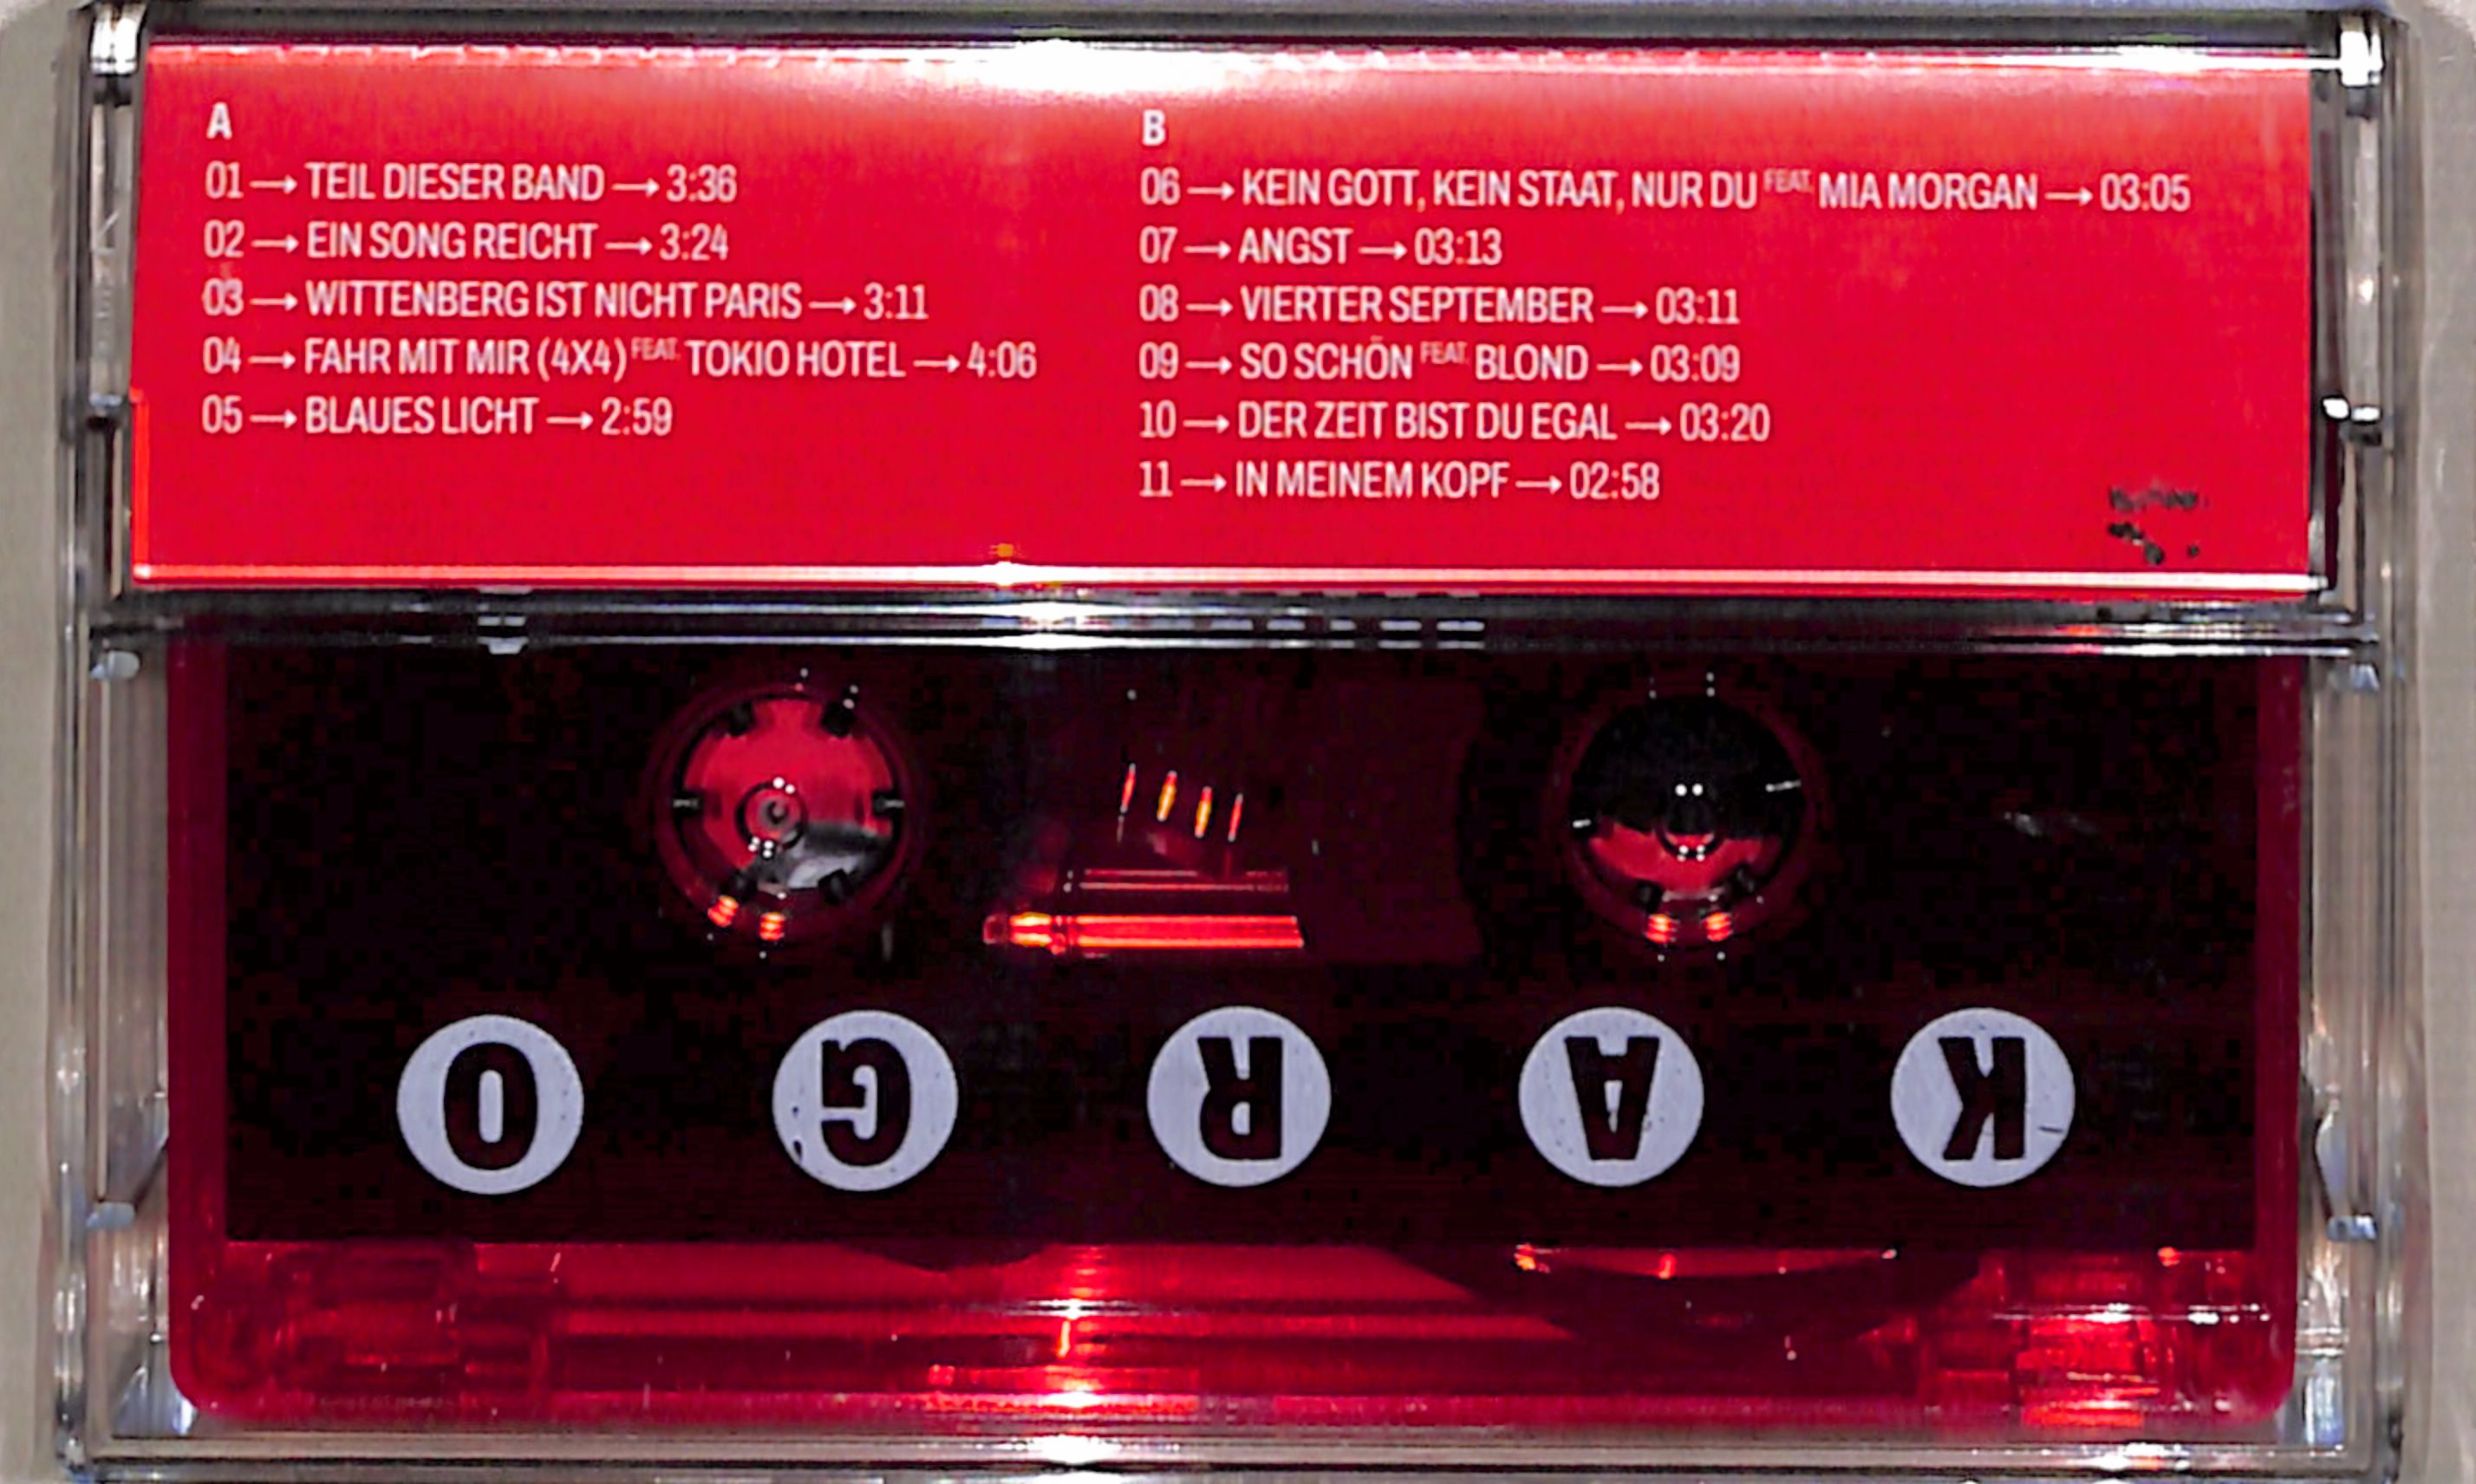 A
01 → TEIL DIESER BAND → 3:36
02 → EIN SONG REICHT → 3:24
03 → WITTENBERG IST NICHT PARIS → 3:11
04 → FAHR MIT MIR (4X4) FEAT. TOKIO HOTEL → 4:06
05 → BLAUES LICHT → 2:59
B
06 → KEIN GOTT, KEIN STAAT, NUR DU FEAT. MIA MORGAN → 03:05
07 → ANGST → 03:13
08 → VIERTER SEPTEMBER → 03:11
09 → SO SCHÖN FEAT. BLOND → 03:09
10 → DER ZEIT BIST DU EGAL → 03:20
11 → IN MEINEM KOPF → 02:58
K A R G O